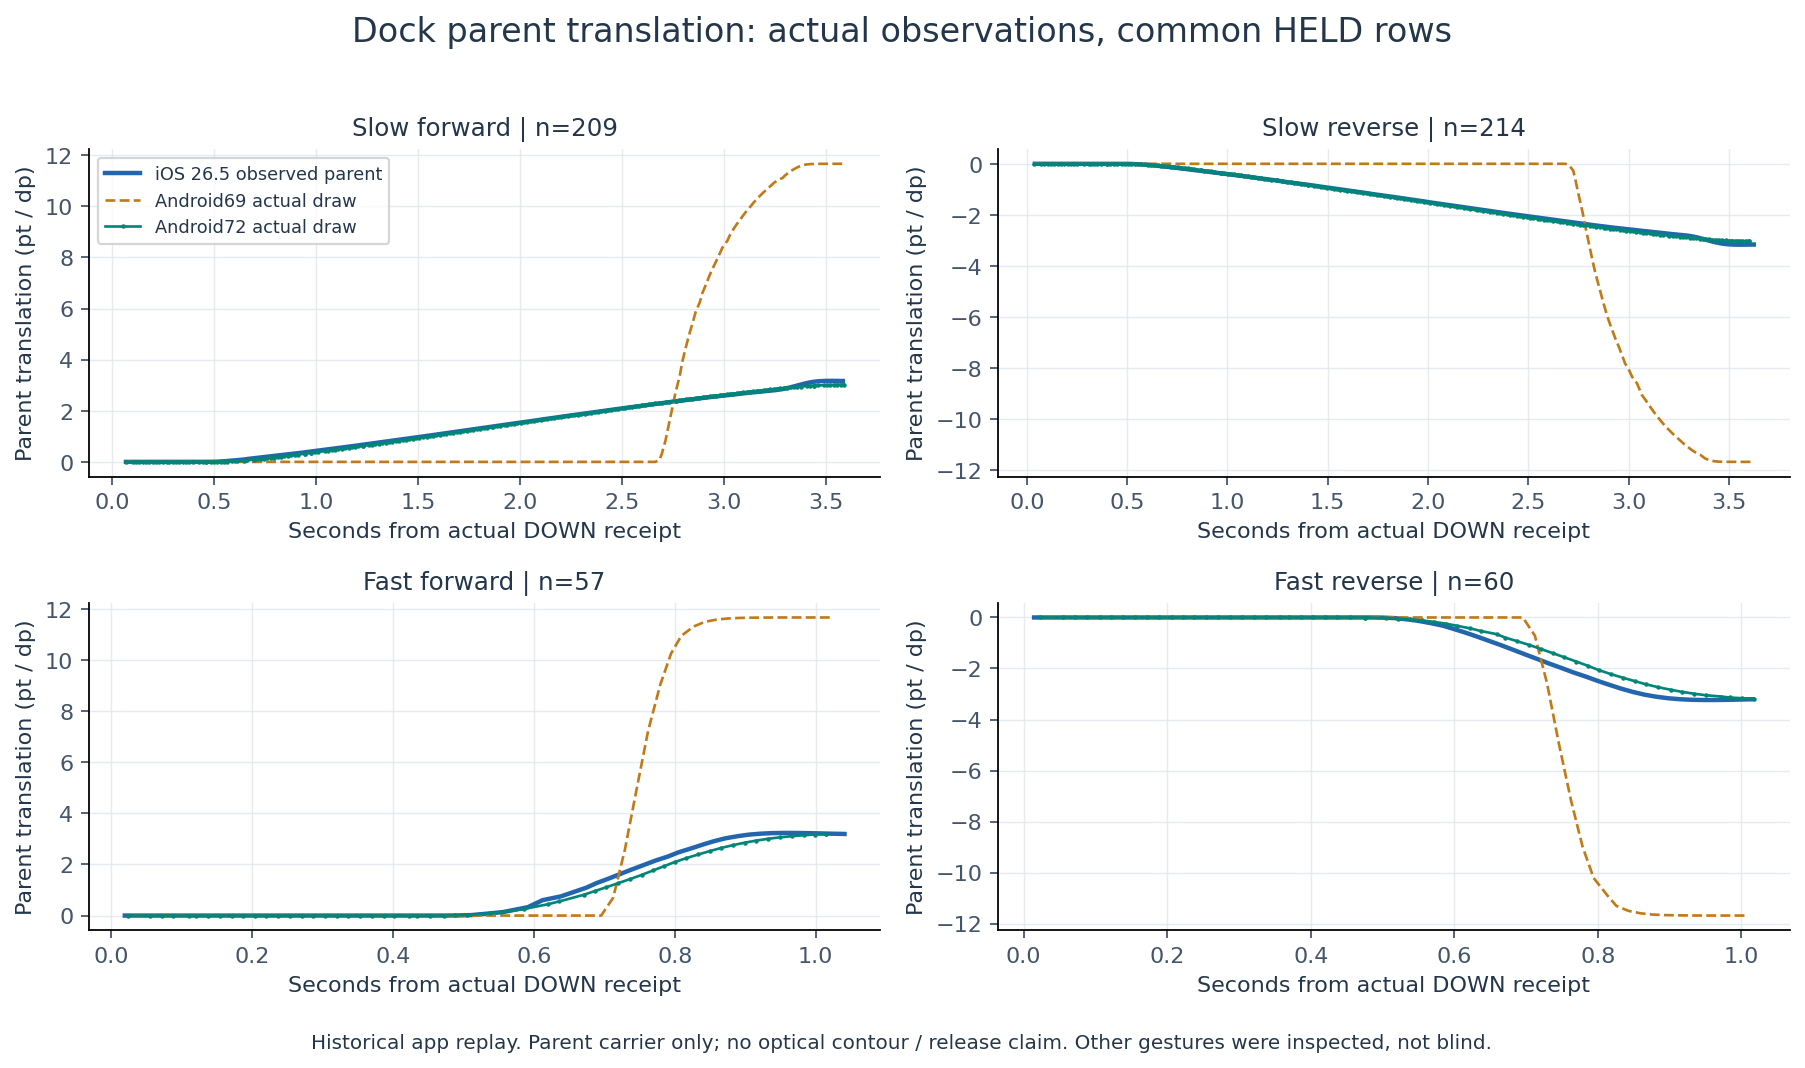 Dock parent translation: actual observations, common HELD rows
Slow forward | n=209
12
10
8
6
4
2
0
Parent translation (pt / dp)
iOS 26.5 observed parent
Android69 actual draw
Android72 actual draw
0.0 0.5 1.0 1.5 2.0 2.5 3.0 3.5
Seconds from actual DOWN receipt
Slow reverse | n=214
0
−2
−4
−6
−8
−10
−12
Parent translation (pt / dp)
0.0 0.5 1.0 1.5 2.0 2.5 3.0 3.5
Seconds from actual DOWN receipt
Fast forward | n=57
12
10
8
6
4
2
0
Parent translation (pt / dp)
0.0 0.2 0.4 0.6 0.8 1.0
Seconds from actual DOWN receipt
Fast reverse | n=60
0
−2
−4
−6
−8
−10
−12
Parent translation (pt / dp)
0.0 0.2 0.4 0.6 0.8 1.0
Seconds from actual DOWN receipt
Historical app replay. Parent carrier only; no optical contour / release claim. Other gestures were inspected, not blind.